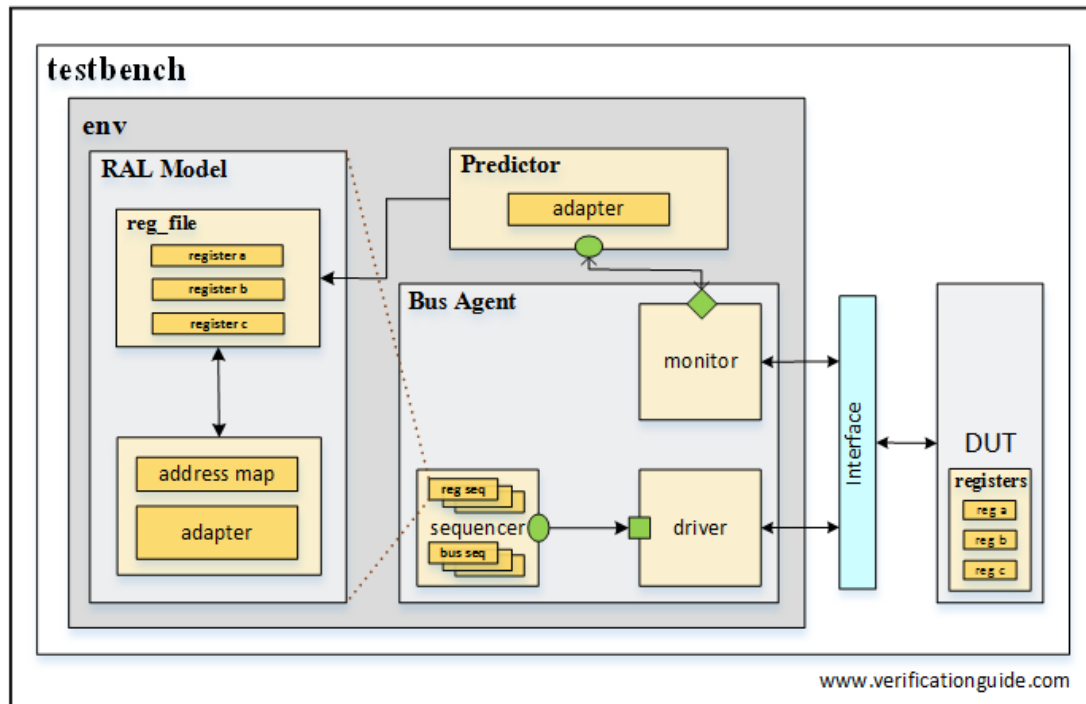 testbench
env
RAL Model
reg_file
register a
register b
register c
address map
adapter
Predictor
adapter
Bus Agent
monitor
reg seq
sequencer
bus seq
driver
Interface
DUT
registers
reg a
reg b
reg c
www.verificationguide.com